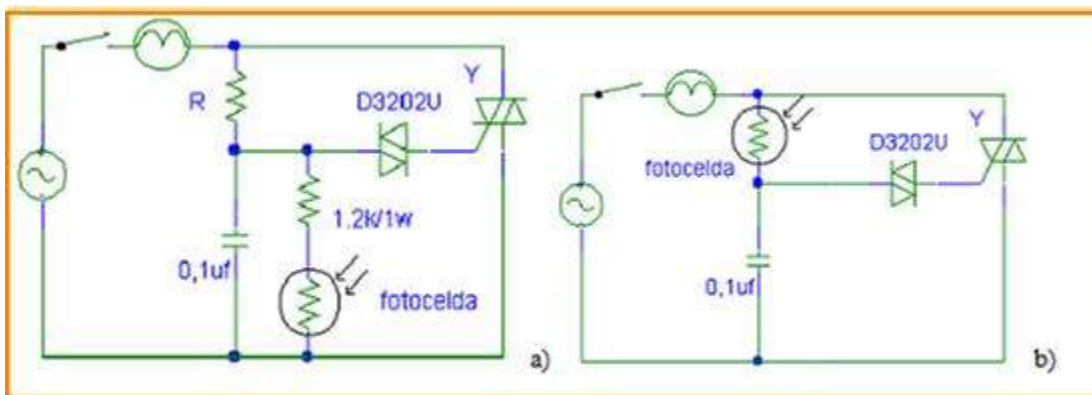 Y
R
D3202U
1.2k/1w
0,1uf
fotocelda
a)
Y
D3202U
fotocelda
0,1uf
b)